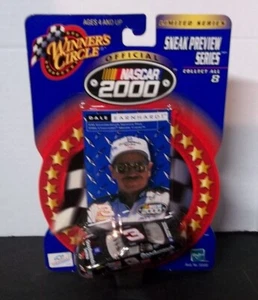 AGES 4 AND UP
LIMITED SERIES
WINNER'S
CIRCLE
SNEAK PREVIEW
SERIES
COLLECT ALL
8
OFFICIAL
NASCAR
2000
DALE EARNHARDT
3